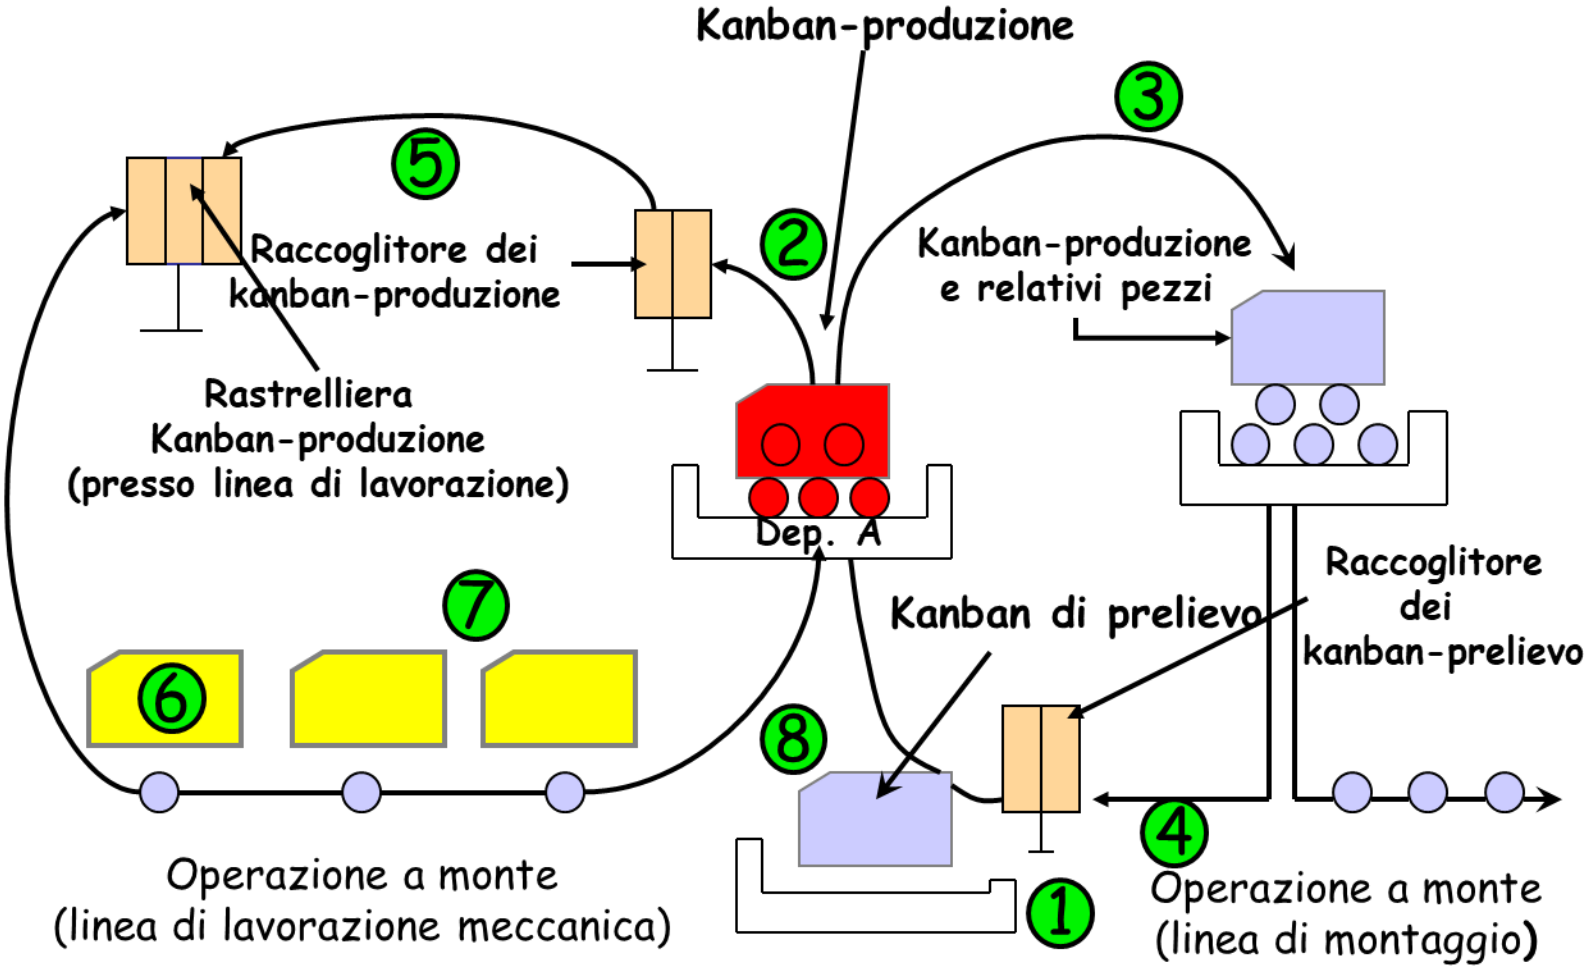 Kanban-produzione
3
5
2
Raccoglitore dei
kanban-produzione
Kanban-produzione
e relativi pezzi
Rastrelliera
Kanban-produzione
(presso linea di lavorazione)
Dep. A
Raccoglitore
dei
kanban-prelievo
7
Kanban di prelievo
6
8
4
1
Operazione a monte
(linea di lavorazione meccanica)
Operazione a monte
(linea di montaggio)